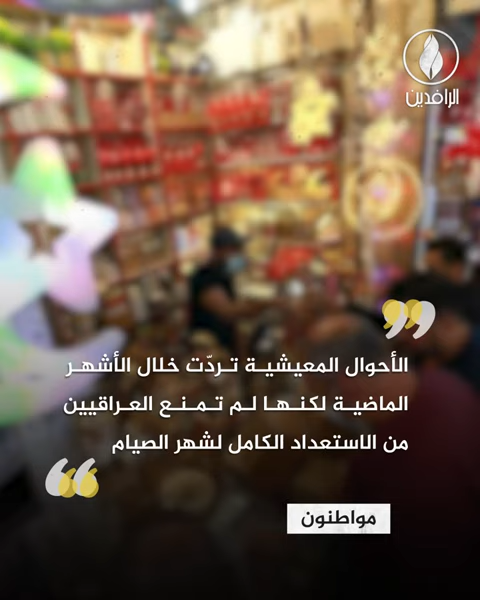 الرافدين
الأحوال المعيشية تردّت خلال الأشهر
الماضية لكنها لم تمنع العراقيين
من الاستعداد الكامل لشهر الصيام
مواطنون